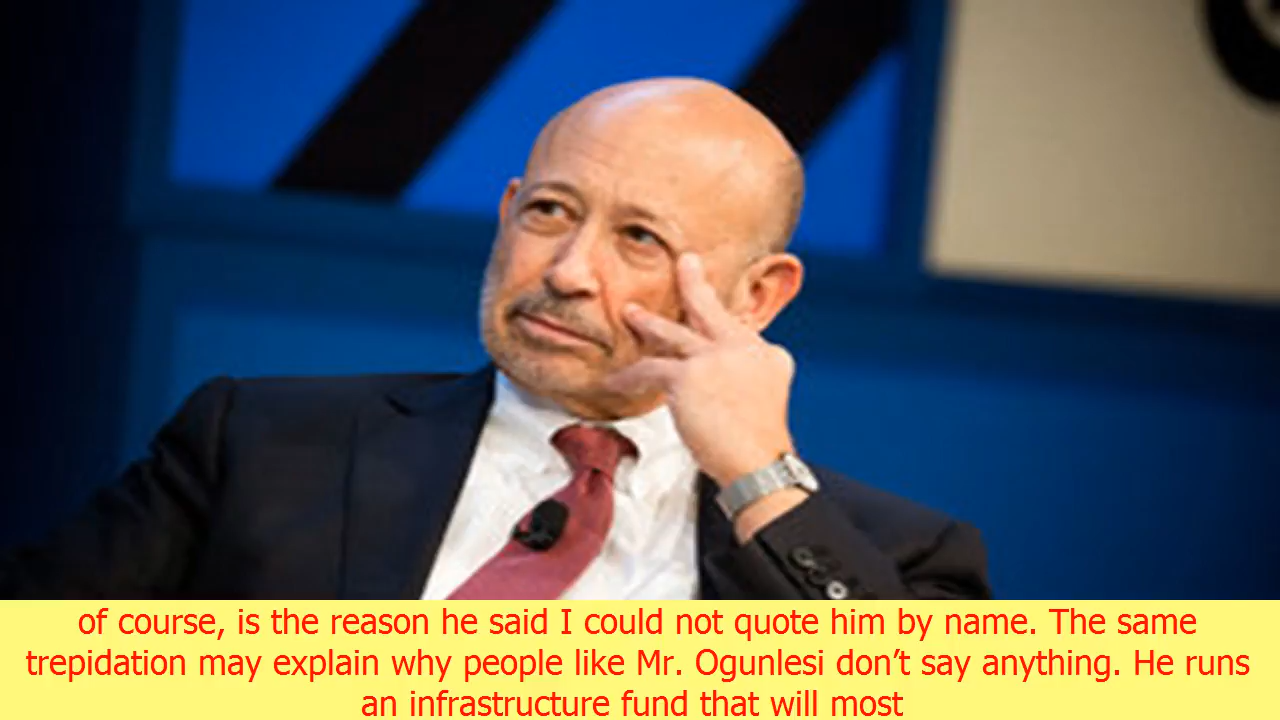 of course, is the reason he said I could not quote him by name. The same
trepidation may explain why people like Mr. Ogunlesi don’t say anything. He runs
an infrastructure fund that will most